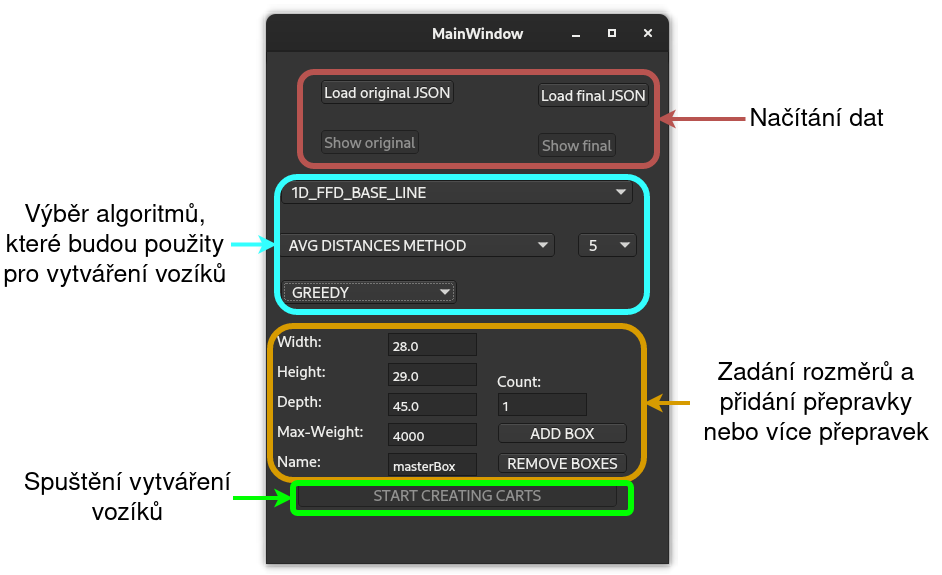 MainWindow
Load original JSON
Load final JSON
Show original
Show final
Načítání dat
1D_FFD_BASE_LINE
AVG DISTANCES METHOD
5
GREEDY
Výběr algoritmů,
které budou použity
pro vytváření vozíků
Width:
28.0
Height:
29.0
Depth:
45.0
Max-Weight:
4000
Name:
masterBox
Count:
1
ADD BOX
REMOVE BOXES
Zadání rozměrů a
přidání přepravky
nebo více přepravek
START CREATING CARTS
Spuštění vytváření
vozíků